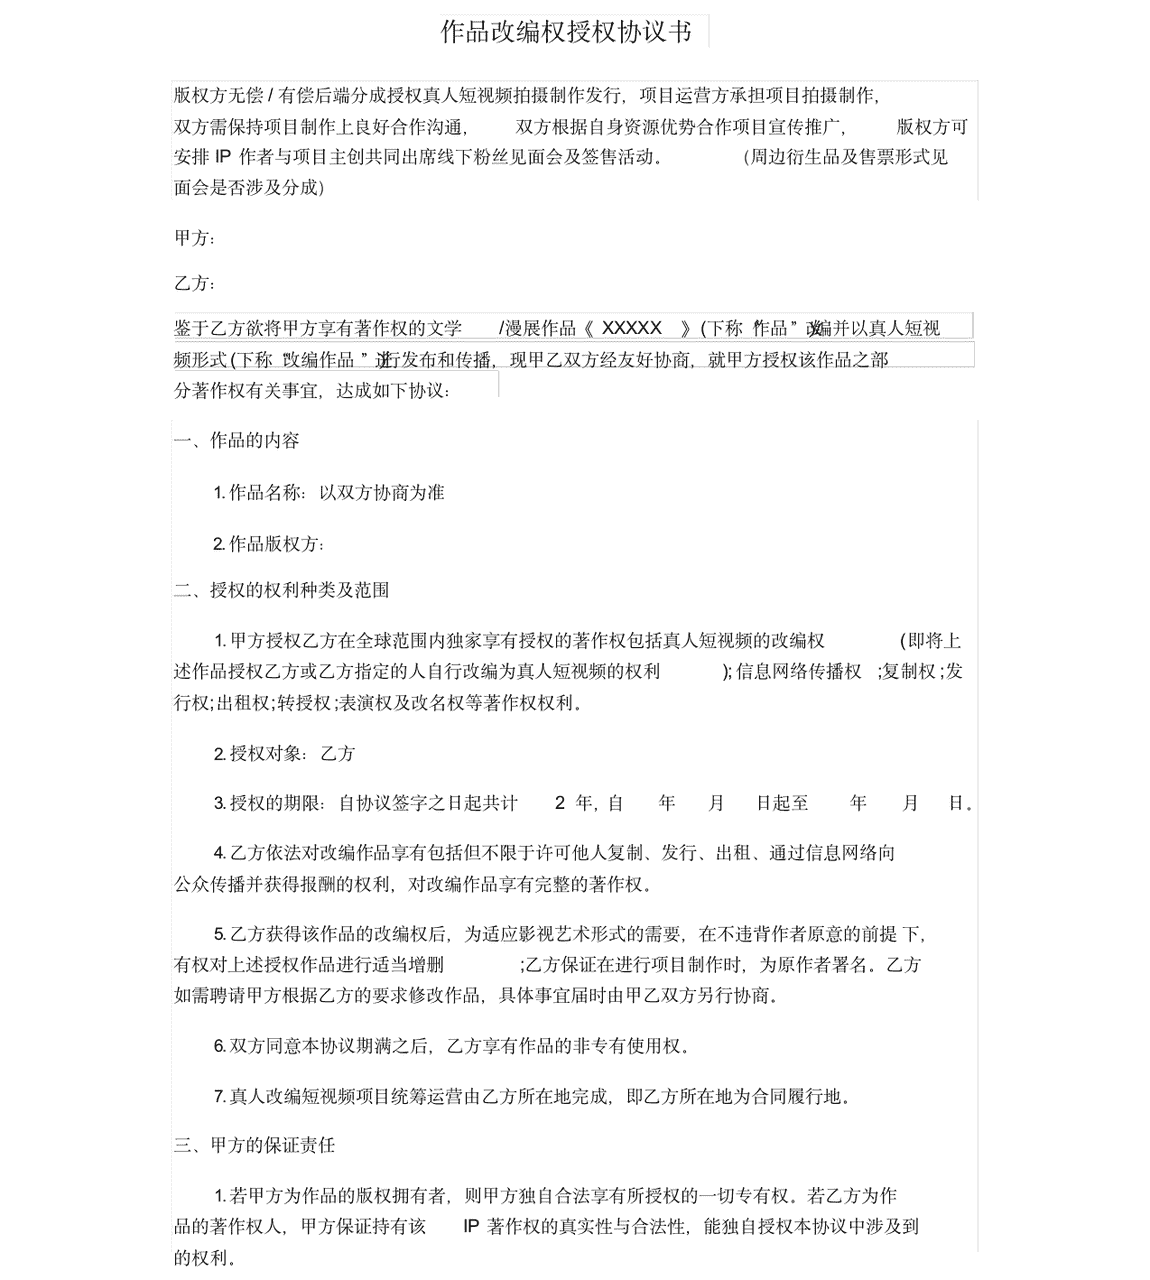 作品改编权授权协议书
版权方无偿 / 有偿后端分成授权真人短视频拍摄制作发行，项目运营方承担项目拍摄制作，
双方需保持项目制作上良好合作沟通， 双方根据自身资源优势合作项目宣传推广， 版权方可
安排 IP 作者与项目主创共同出席线下粉丝见面会及签售活动。 （周边衍生品及售票形式见
面会是否涉及分成）
甲方：
乙方：
鉴于乙方欲将甲方享有著作权的文学 /漫展作品《 XXXXX 》 (下称 “作品” )改编并以真人短视
频形式 (下称 “改编作品 ” )进行发布和传播，现甲乙双方经友好协商，就甲方授权该作品之部
分著作权有关事宜，达成如下协议：
一、作品的内容
1. 作品名称：以双方协商为准
2. 作品版权方：
二、授权的权利种类及范围
1. 甲方授权乙方在全球范围内独家享有授权的著作权包括真人短视频的改编权 (即将上
述作品授权乙方或乙方指定的人自行改编为真人短视频的权利 ); 信息网络传播权 ;复制权 ;发
行权; 出租权 ;转授权 ;表演权及改名权等著作权权利。
2. 授权对象：乙方
3. 授权的期限：自协议签字之日起共计 2 年，自 年 月 日起至 年 月 日。
4. 乙方依法对改编作品享有包括但不限于许可他人复制、发行、出租、通过信息网络向
公众传播并获得报酬的权利，对改编作品享有完整的著作权。
5. 乙方获得该作品的改编权后，为适应影视艺术形式的需要，在不违背作者原意的前提 下，
有权对上述授权作品进行适当增删 ;乙方保证在进行项目制作时，为原作者署名。乙方
如需聘请甲方根据乙方的要求修改作品，具体事宜届时由甲乙双方另行协商。
6. 双方同意本协议期满之后，乙方享有作品的非专有使用权。
7. 真人改编短视频项目统筹运营由乙方所在地完成，即乙方所在地为合同履行地。
三、甲方的保证责任
1. 若甲方为作品的版权拥有者，则甲方独自合法享有所授权的一切专有权。若乙方为作
品的著作权人，甲方保证持有该 IP 著作权的真实性与合法性，能独自授权本协议中涉及到
的权利。